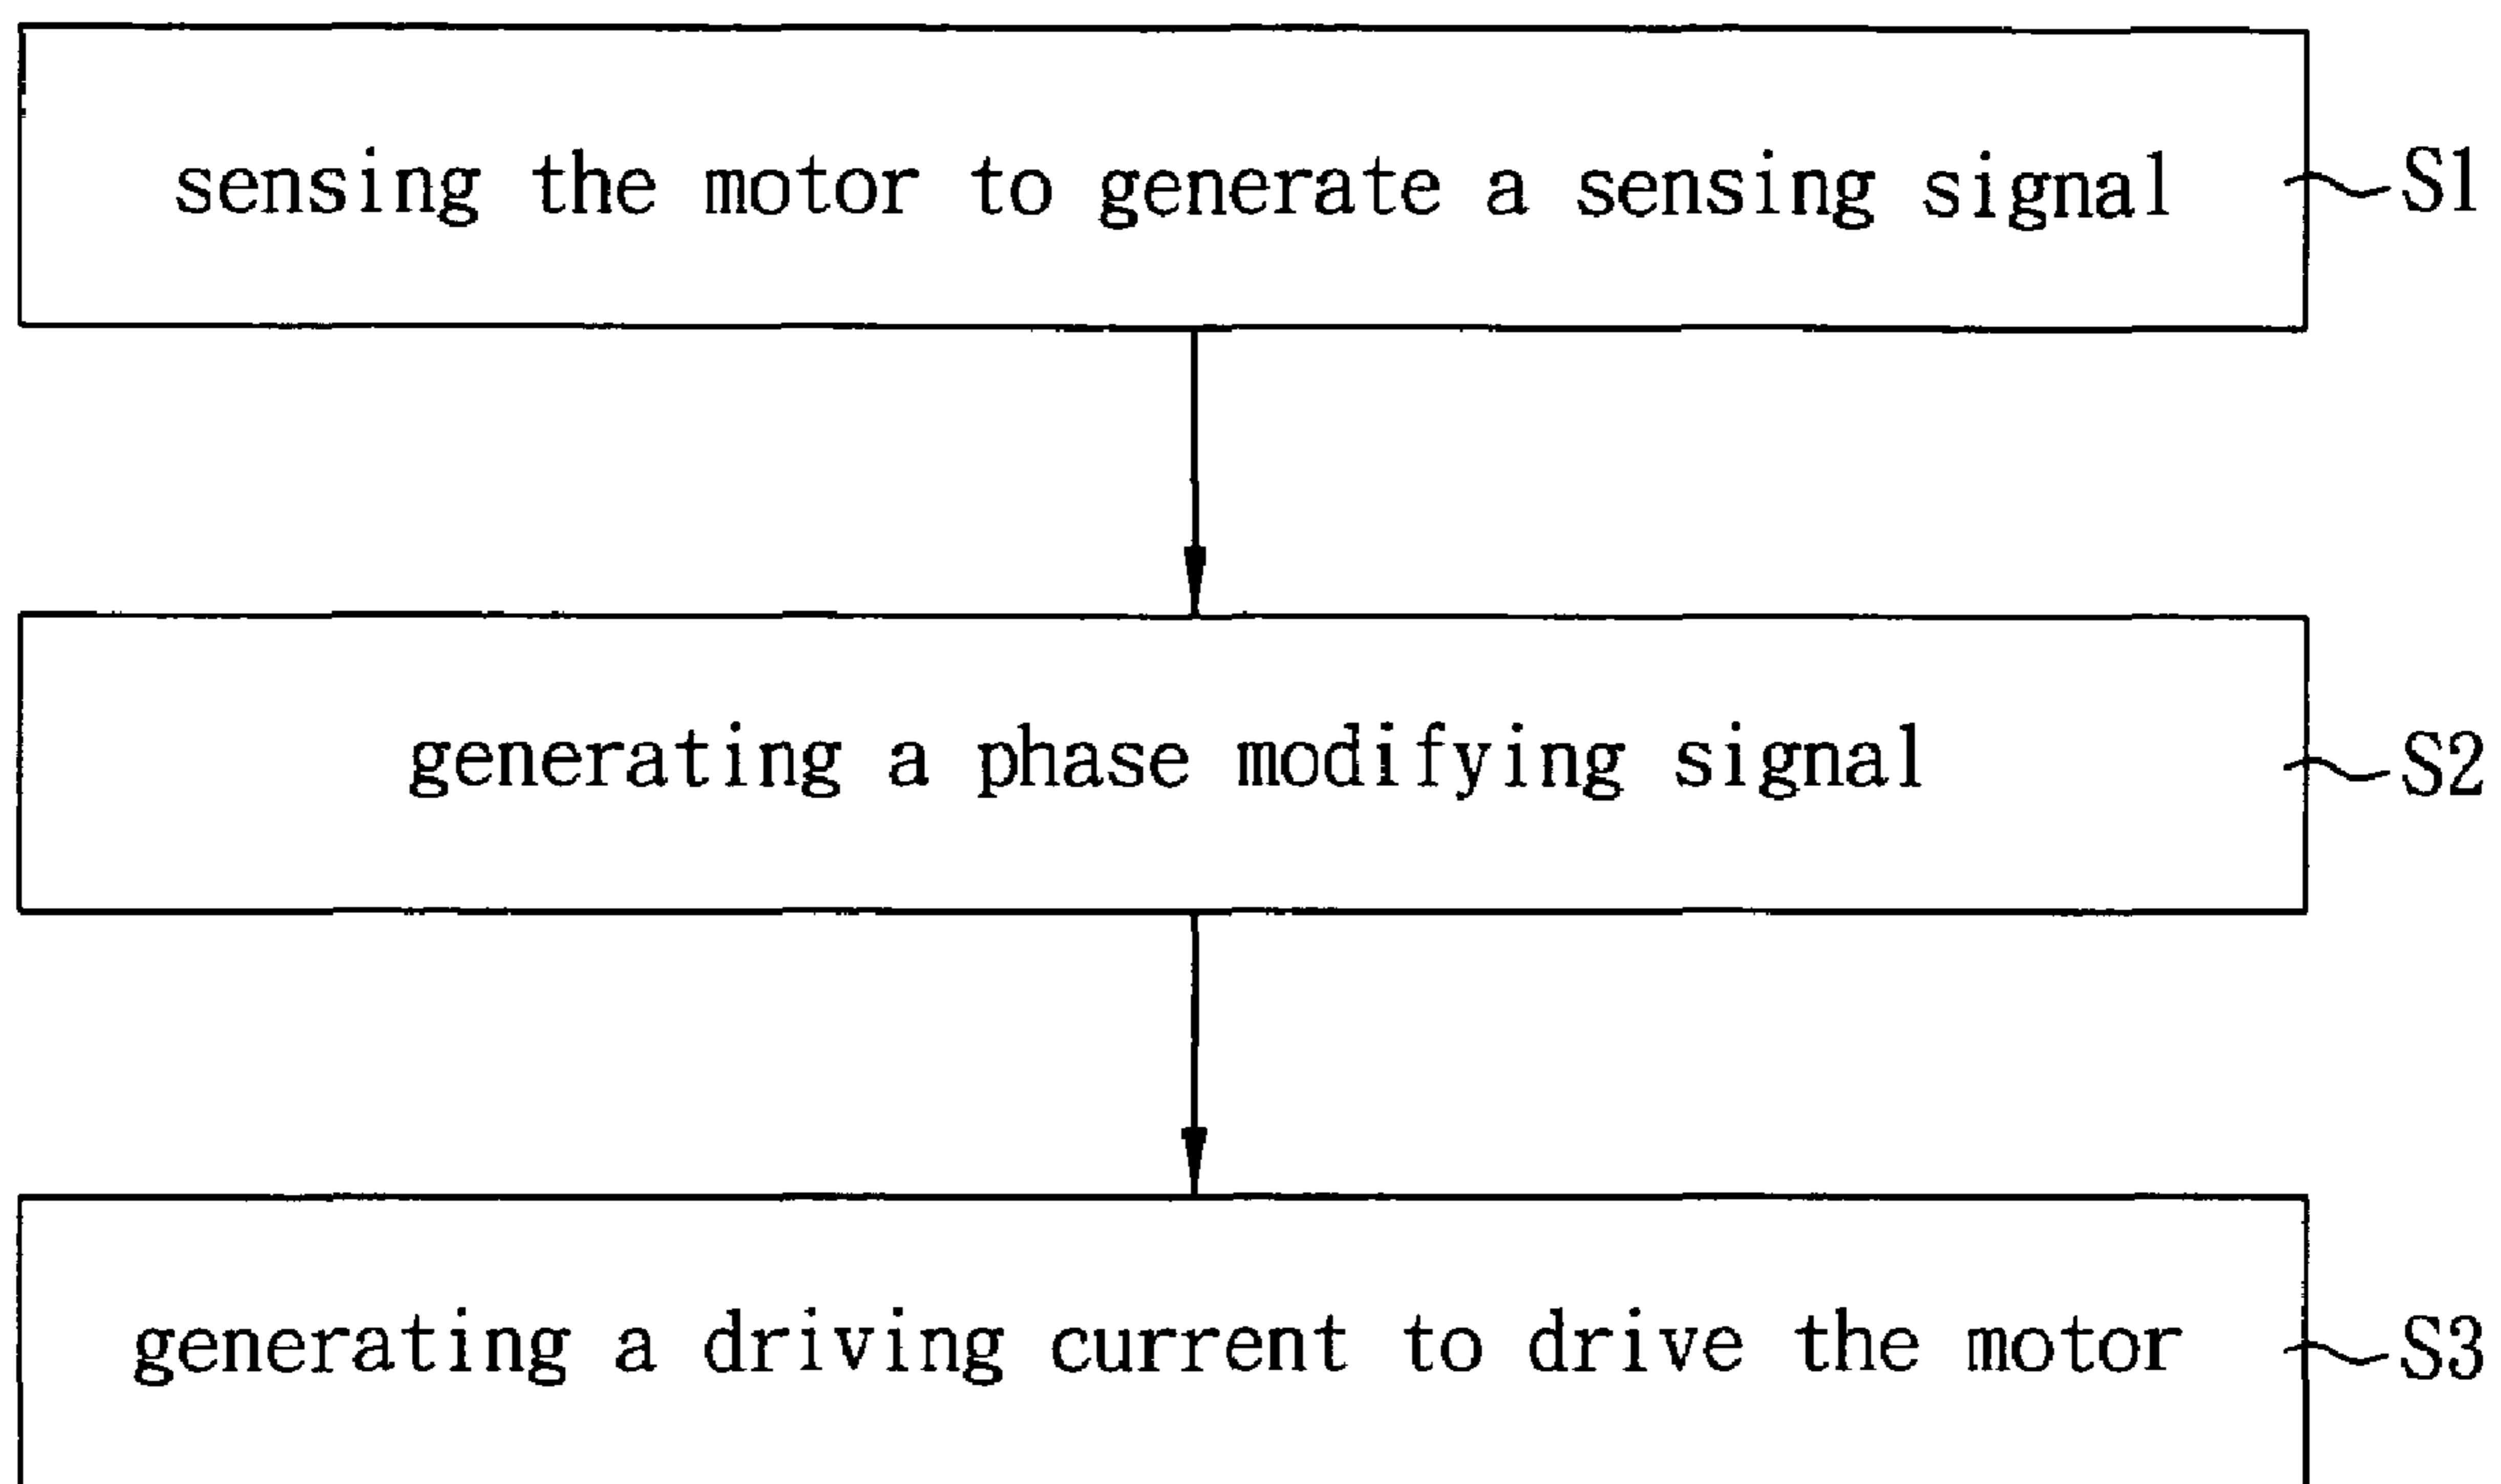 sensing the motor to generate a sensing signal S1
generating a phase modifying signal S2
generating a driving current to drive the motor S3